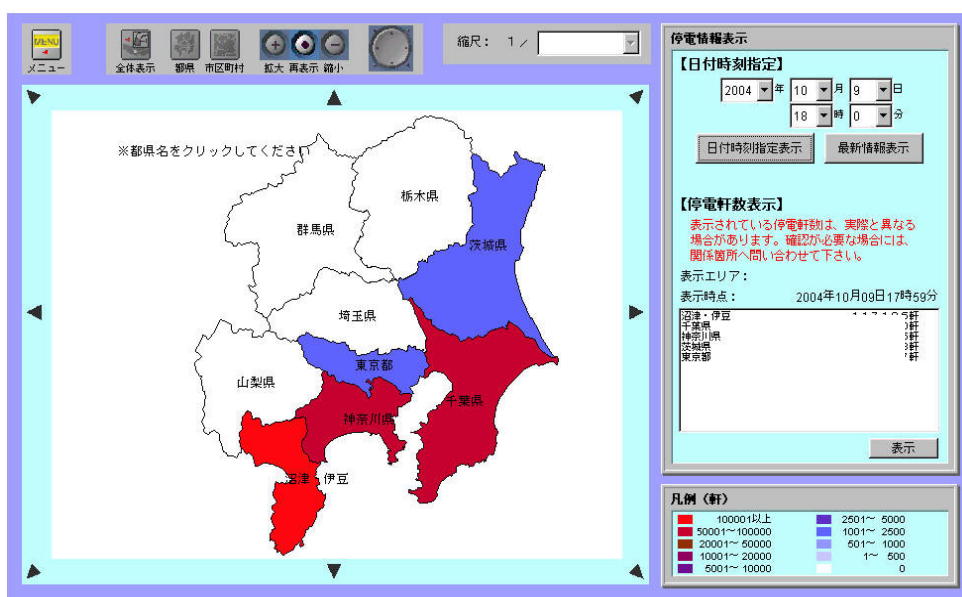 MENU
メニュー
全体表示
都県
市区町村
拡大 再表示 縮小
縮尺： 1／
※都県名をクリックしてください
栃木県
群馬県
茨城県
埼玉県
東京都
山梨県
千葉県
神奈川県
沼津・伊豆
停電情報表示
【日付時刻指定】
2004 年 10 月 9 日
18 時 0 分
日付時刻指定表示
最新情報表示
【停電軒数表示】
表示されている停電軒数は、実際と異なる
場合があります。確認が必要な場合には、
関係箇所へ問い合わせて下さい。
表示エリア：
表示時点： 2004年10月09日17時59分
沼津・伊豆 軒
千葉県 軒
神奈川県 軒
茨城県 軒
東京都 軒
表示
凡例（軒）
100001以上
50001～100000
20001～ 50000
10001～ 20000
5001～ 10000
2501～ 5000
1001～ 2500
501～ 1000
1～ 500
0